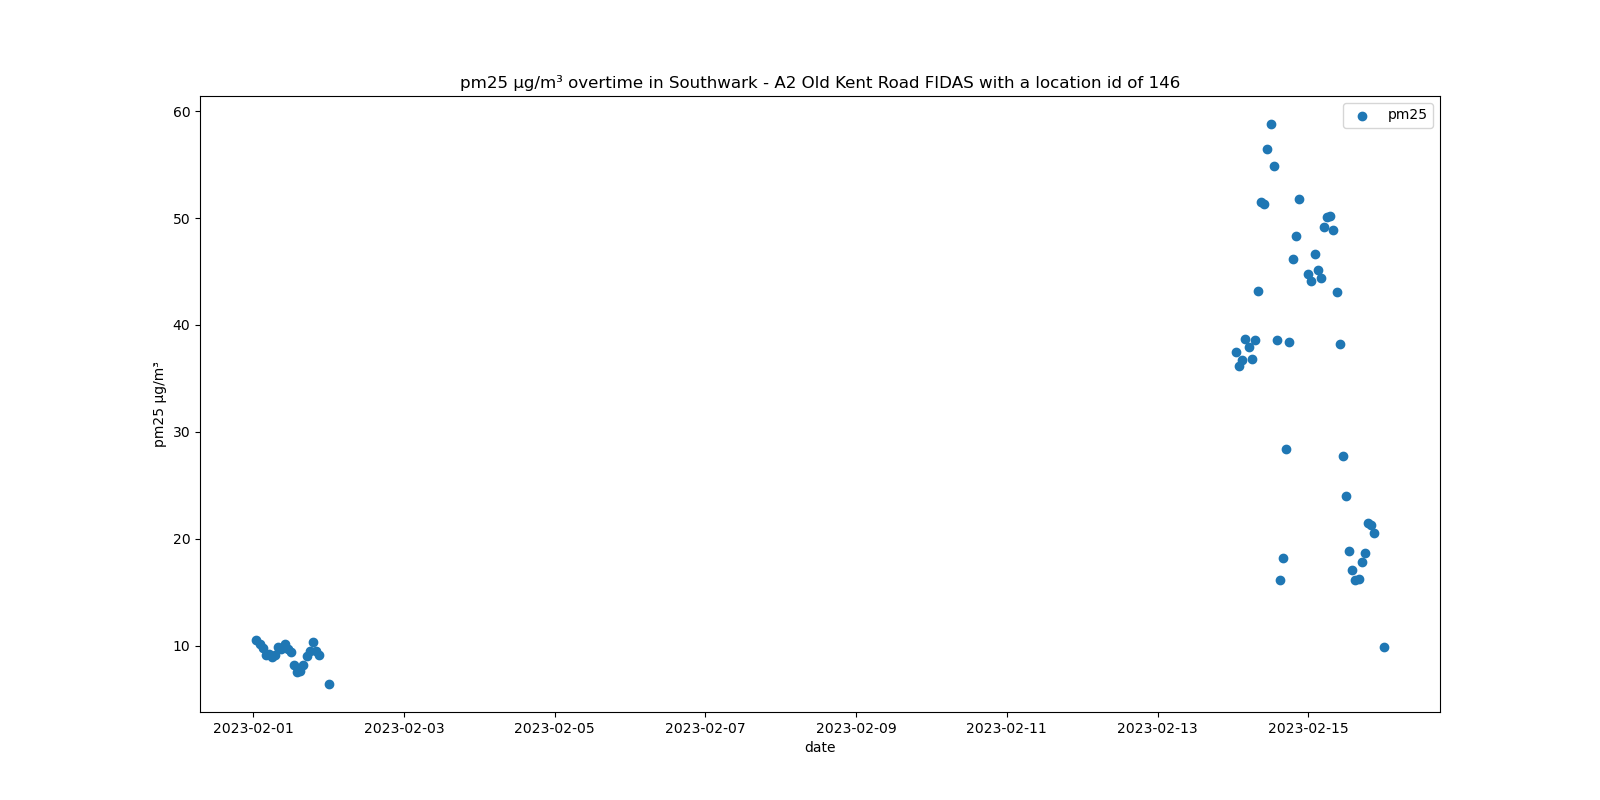 pm25 µg/m³ overtime in Southwark - A2 Old Kent Road FIDAS with a location id of 146
pm25
60
50
40
30
20
10
pm25 µg/m³
2023-02-01 2023-02-03 2023-02-05 2023-02-07 2023-02-09 2023-02-11 2023-02-13 2023-02-15
date